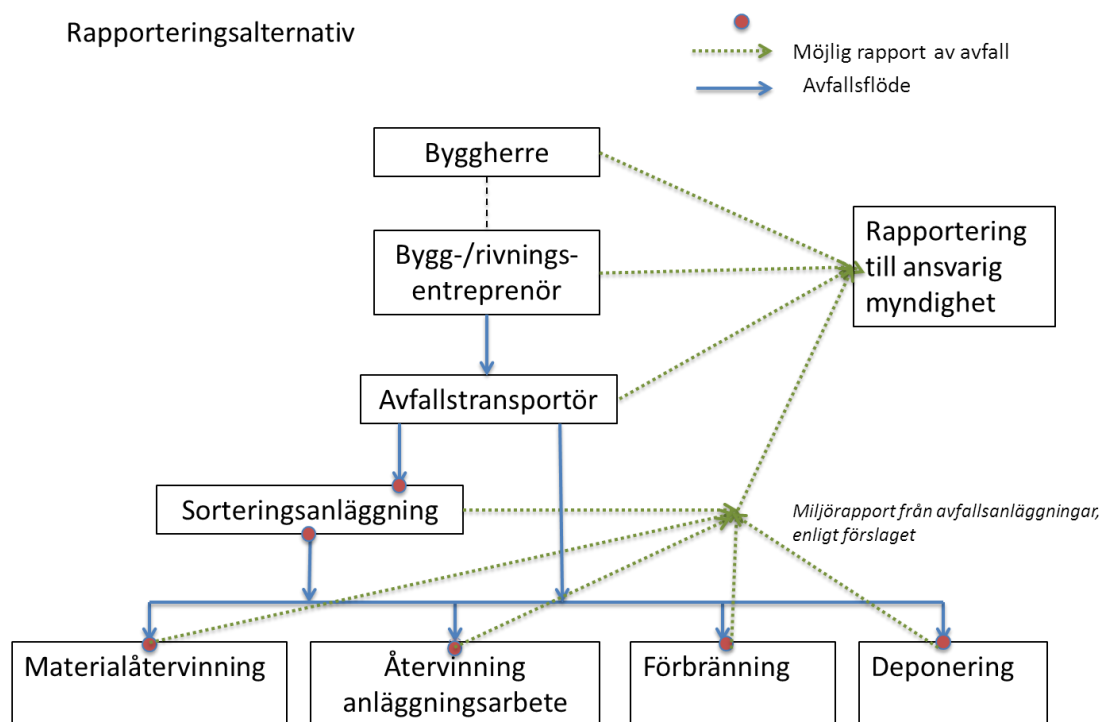 Rapporteringsalternativ
Möjlig rapport av avfall
Avfallsflöde
Byggherre
Bygg-/rivnings-
entreprenör
Rapportering
till ansvarig
myndighet
Avfallstransportör
Sorteringsanläggning
Miljörapport från avfallsanläggningar,
enligt förslaget
Materialåtervinning
Återvinning
anläggningsarbete
Förbränning
Deponering